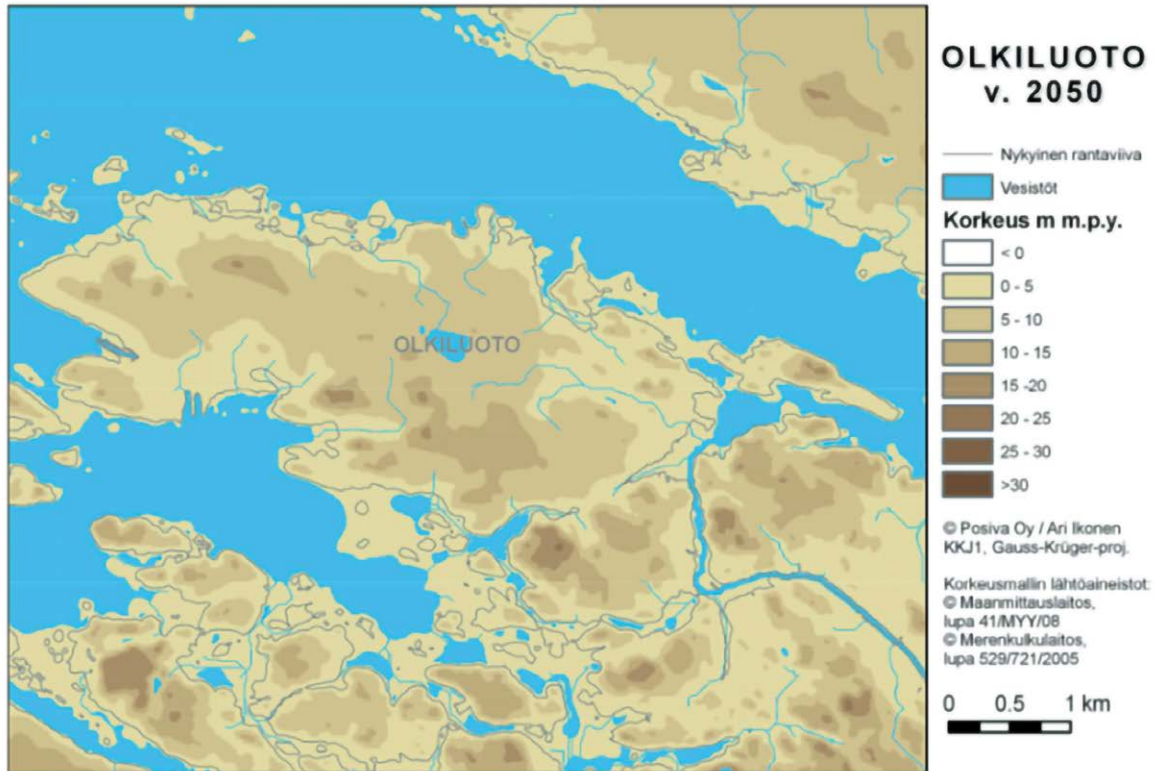 OLKILUOTO
v. 2050
Nykyinen rantaviiva
Vesistöt
Korkeus m m.p.y.
< 0
0 - 5
5 - 10
10 - 15
15 -20
20 - 25
25 - 30
>30
© Posiva Oy / Ari Ikonen
KKJ1, Gauss-Krüger-proj.
Korkeusmallin lähtöaineistot:
© Maanmittauslaitos,
lupa 41/MYY/08
© Merenkulkulaitos,
lupa 529/721/2005
0 0.5 1 km
OLKILUOTO